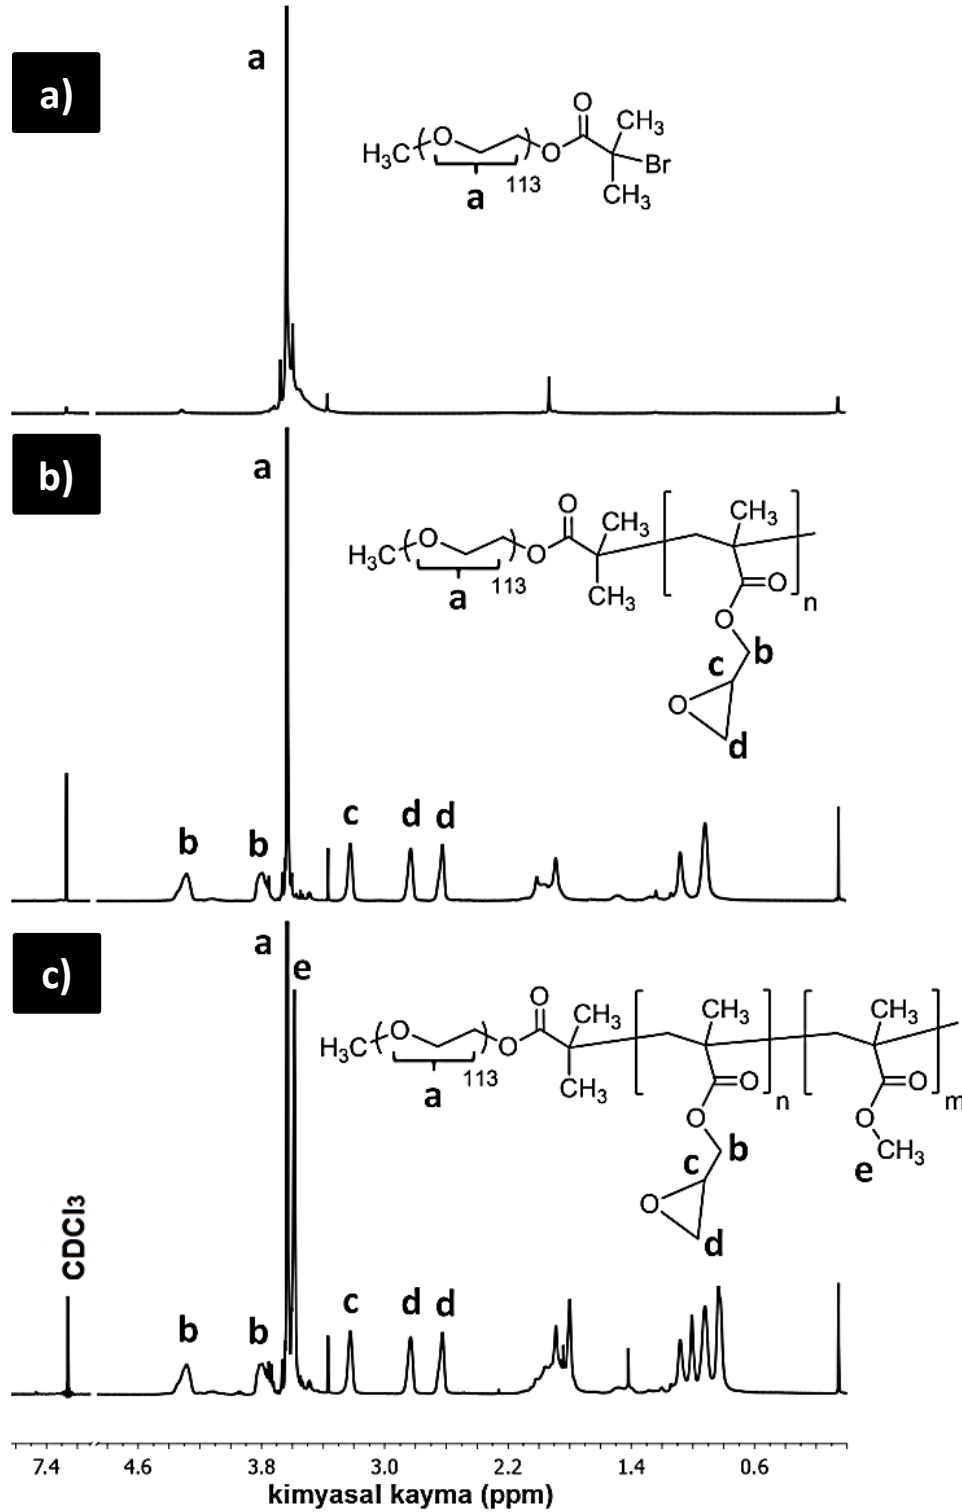 a)
a
O
CH3
H3C
O
O
Br
113
CH3
a
b)
a
O
CH3
CH3
H3C
O
O
113
a
CH3
O
n
O
c
b
O
d
b
b
c
d
d
c)
a
e
O
CH3
CH3
CH3
H3C
O
O
113
a
CH3
O
n
O
m
O
O
c
b
CH3
e
O
d
CDCl3
b
b
c
d
d
7.4
4.6
3.8
3.0
2.2
1.4
0.6
kimyasal kayma (ppm)